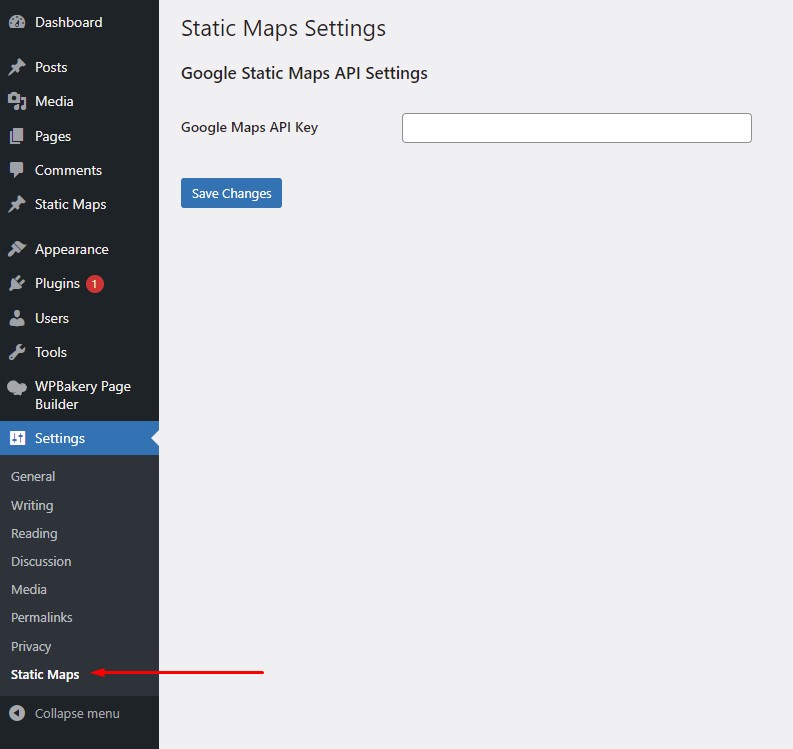 Dashboard
Posts
Media
Pages
Comments
Static Maps
Appearance
Plugins 1
Users
Tools
WPBakery Page
Builder
Settings
General
Writing
Reading
Discussion
Media
Permalinks
Privacy
Static Maps
Collapse menu
Static Maps Settings
Google Static Maps API Settings
Google Maps API Key
Save Changes